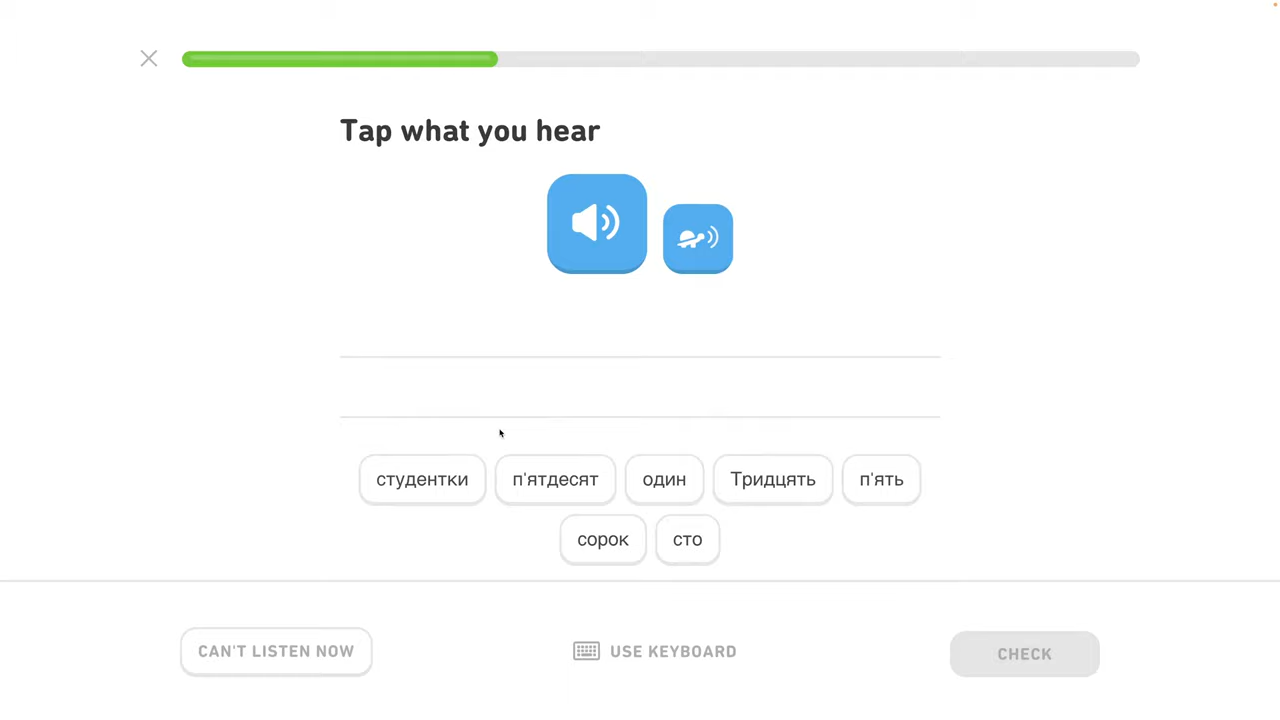 Tap what you hear
студентки п'ятдесят один Тридцять п'ять
сорок сто
CAN'T LISTEN NOW USE KEYBOARD CHECK